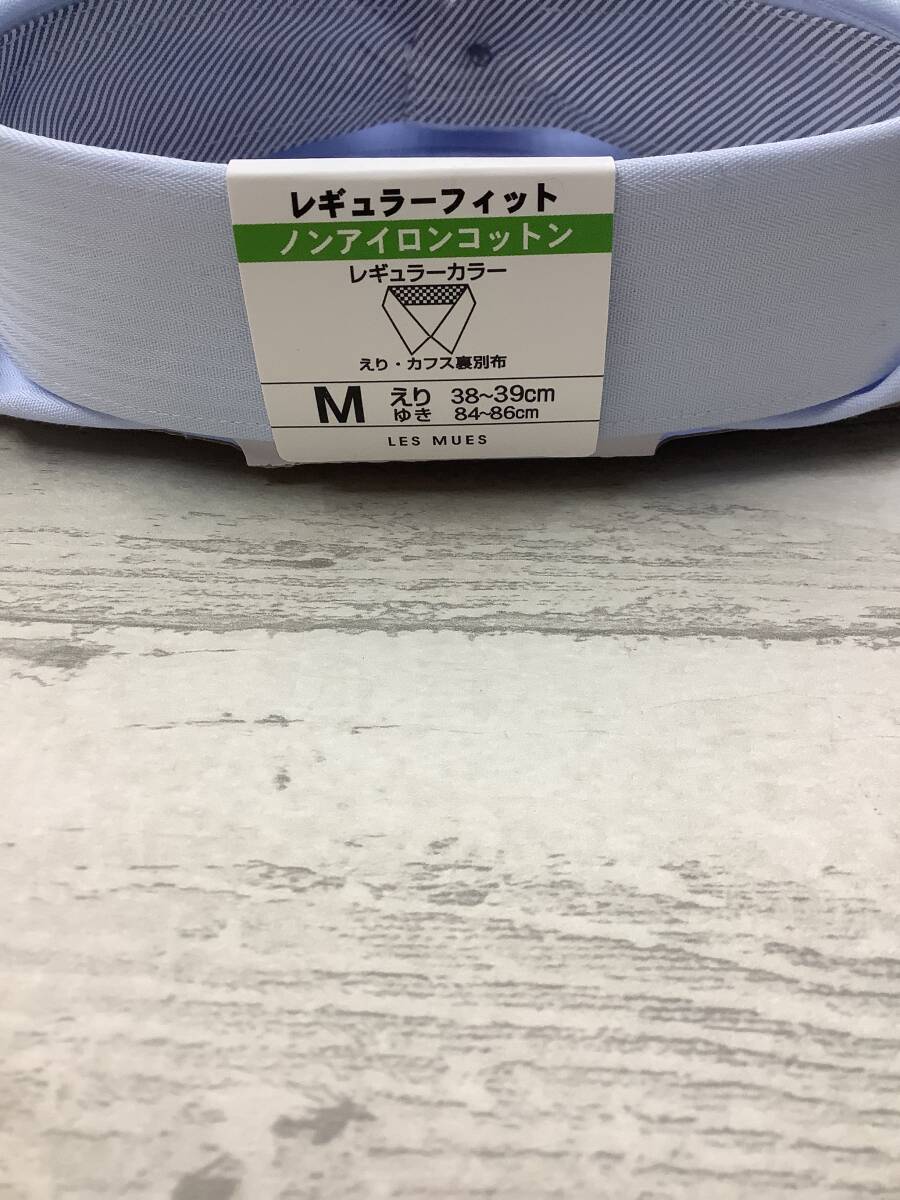 レギュラーフィット
ノンアイロンコットン
レギュラーカラー
えり・カフス裏別布
M えり 38~39cm
ゆき 84~86cm
LES MUES